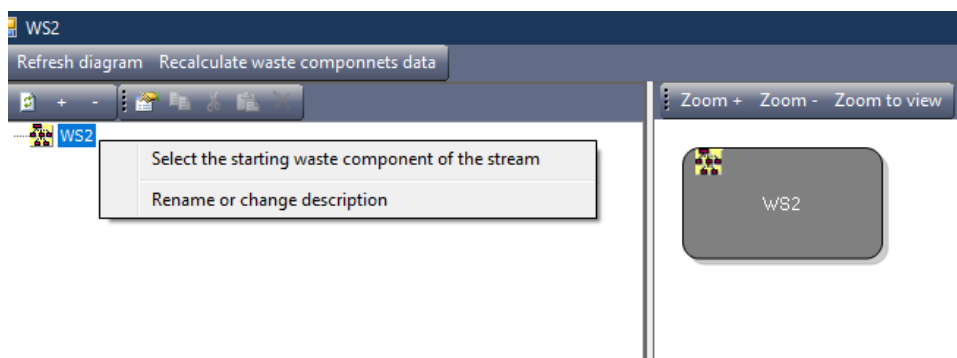 WS2
Refresh diagram Recalculate waste componnets data
+ -
Zoom + Zoom - Zoom to view
WS2
Select the starting waste component of the stream
Rename or change description
WS2